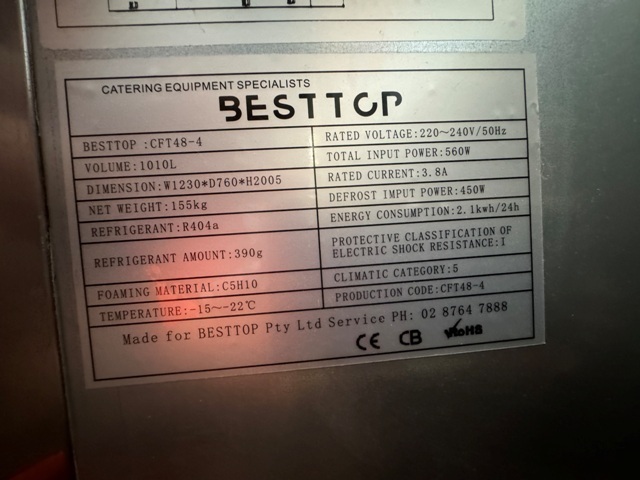 CATERING EQUIPMENT SPECIALISTS
BESTTOP
BESTTOP :CFT48-4
VOLUME:1010L
DIMENSION:W1230*D760*H2005
NET WEIGHT:155kg
REFRIGERANT:R404a
REFRIGERANT AMOUNT:390g
FOAMING MATERIAL:C5H10
TEMPERATURE:-15~-22℃
RATED VOLTAGE:220~240V/50Hz
TOTAL INPUT POWER:560W
RATED CURRENT:3.8A
DEFROST IMPUT POWER:450W
ENERGY CONSUMPTION:2.1kwh/24h
PROTECTIVE CLASSIFICATION OF
ELECTRIC SHOCK RESISTANCE:I
CLIMATIC CATEGORY:5
PRODUCTION CODE:CFT48-4
Made for BESTTOP Pty Ltd Service PH: 02 8764 7888
CE CB RoHS